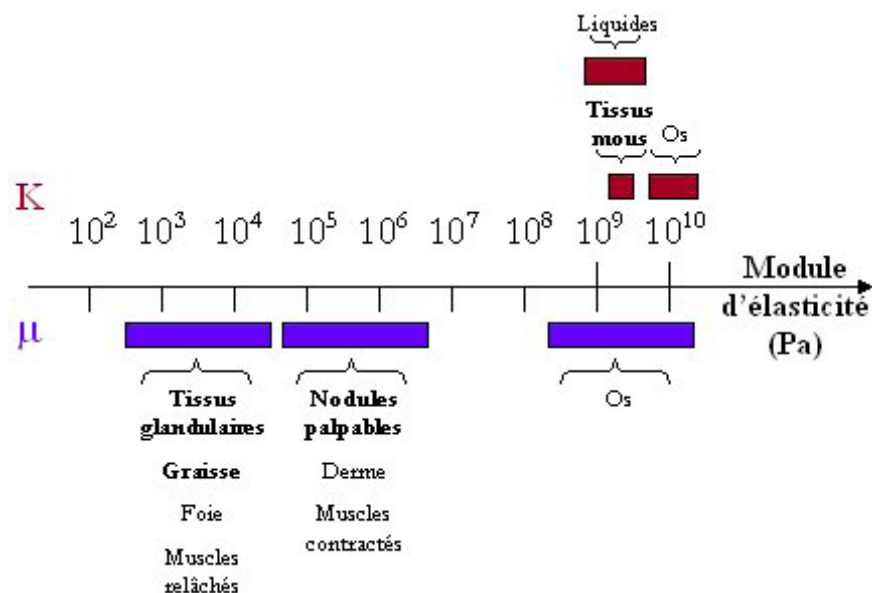 Liquides
Tissus
mous
Os
K
10² 10³ 10⁴ 10⁵ 10⁶ 10⁷ 10⁸ 10⁹ 10¹⁰
Module
d'élasticité
(Pa)
μ
Tissus
glandulaires
Graisse
Foie
Muscles
relâchés
Nodules
palpables
Derme
Muscles
contractés
Os